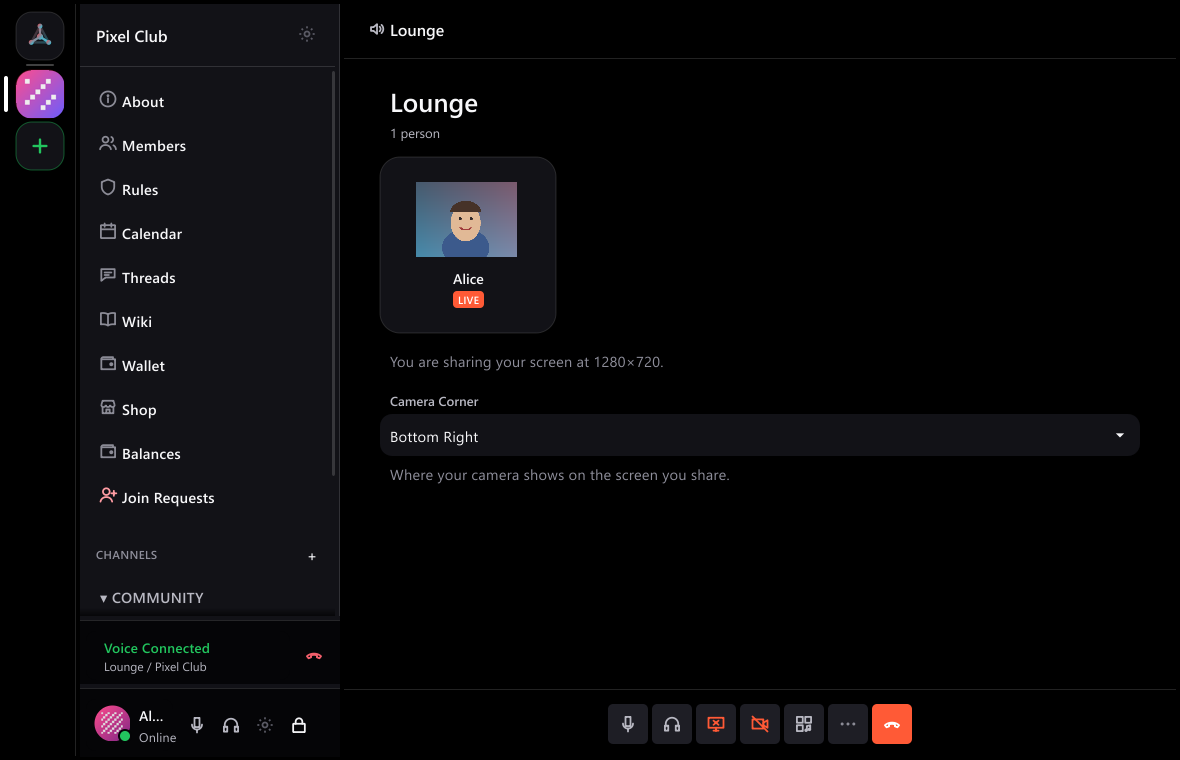 Pixel Club
About
Members
Rules
Calendar
Threads
Wiki
Wallet
Shop
Balances
Join Requests
CHANNELS
+
▾ COMMUNITY
Voice Connected
Lounge / Pixel Club
Al...
Online
Lounge
Lounge
1 person
Alice
LIVE
You are sharing your screen at 1280×720.
Camera Corner
Bottom Right
Where your camera shows on the screen you share.